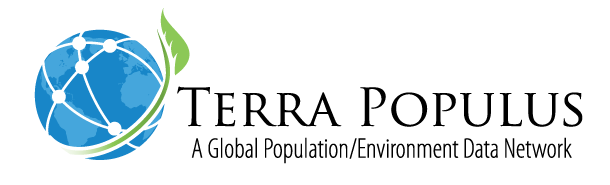 Terra Populus
A Global Population/Environment Data Network